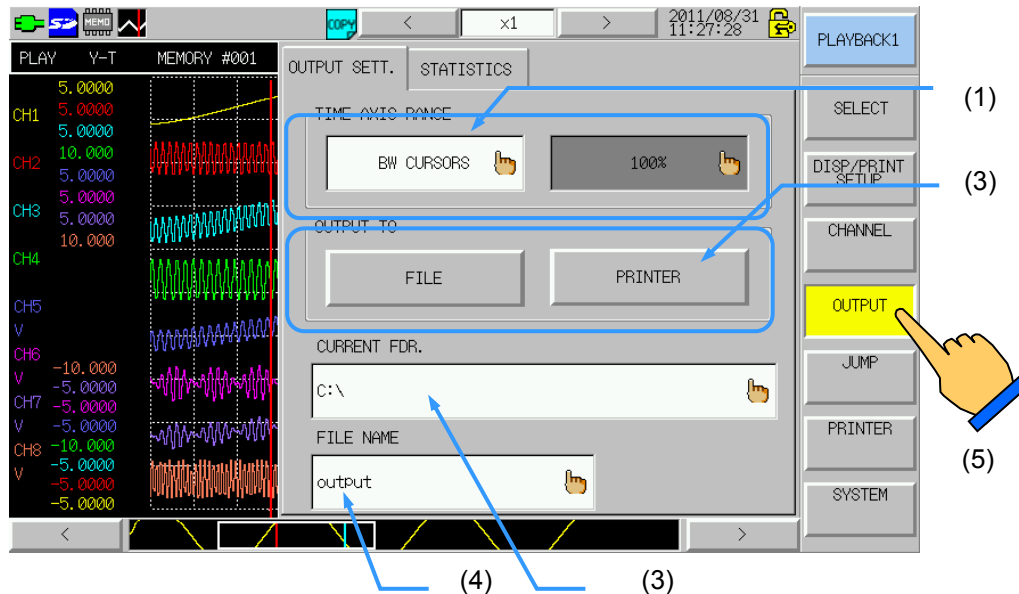 MEMO
COPY
<
x1
>
2011/08/31
11:27:28
PLAYBACK1
PLAY Y-T
MEMORY #001
5.0000
CH1 5.0000
5.0000
10.000
CH2
5.0000
5.0000
CH3
5.0000
10.000
CH4
CH5
V
CH6
-10.000
V
-5.0000
CH7 -5.0000
V -5.0000
CH8 -10.000
-5.0000
V -5.0000
-5.0000
OUTPUT SETT.
STATISTICS
TIME AXIS RANGE
BW CURSORS
100%
OUTPUT TO
FILE
PRINTER
CURRENT FDR.
C:\
FILE NAME
output
<
>
SELECT
DISP/PRINT
SETUP
CHANNEL
OUTPUT
JUMP
PRINTER
SYSTEM
(1)
(3)
(5)
(4)
(3)